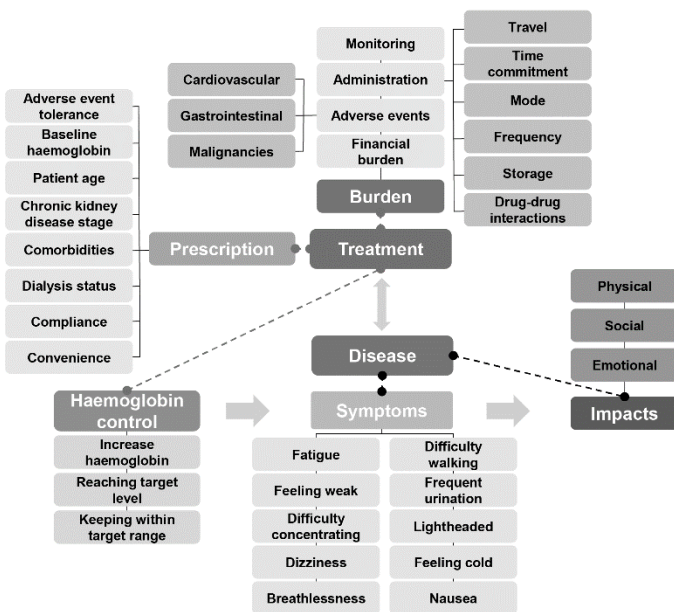 Travel
Time
commitment
Mode
Frequency
Storage
Drug-drug
interactions
Monitoring
Administration
Adverse events
Financial
burden
Burden
Cardiovascular
Gastrointestinal
Malignancies
Adverse event
tolerance
Baseline
haemoglobin
Patient age
Chronic kidney
disease stage
Comorbidities
Dialysis status
Compliance
Convenience
Prescription
Treatment
Disease
Physical
Social
Emotional
Impacts
Haemoglobin
control
Increase
haemoglobin
Reaching target
level
Keeping within
target range
Symptoms
Fatigue
Feeling weak
Difficulty
concentrating
Dizziness
Breathlessness
Difficulty
walking
Frequent
urination
Lightheaded
Feeling cold
Nausea